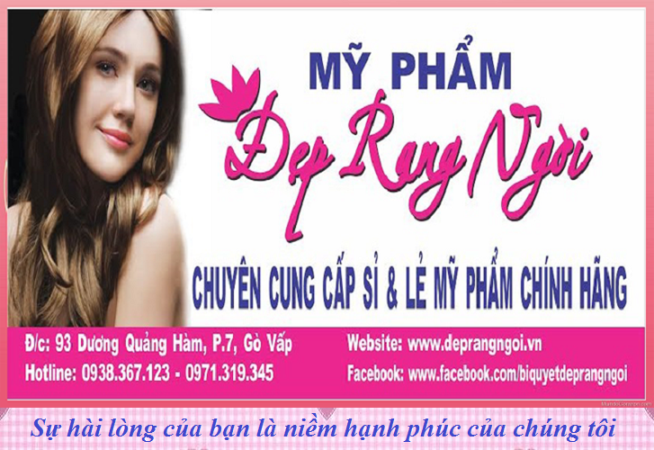 MỸ PHẨM
Đẹp Rạng Ngời
CHUYÊN CUNG CẤP SỈ & LẺ MỸ PHẨM CHÍNH HÃNG
Đ/c: 93 Dương Quảng Hàm, P.7, Gò Vấp
Hotline: 0938.367.123 - 0971.319.345
Website: www.deprangngoi.vn
Facebook: www.facebook.com/biquyetdeprangngoi
Sự hài lòng của bạn là niềm hạnh phúc của chúng tôi